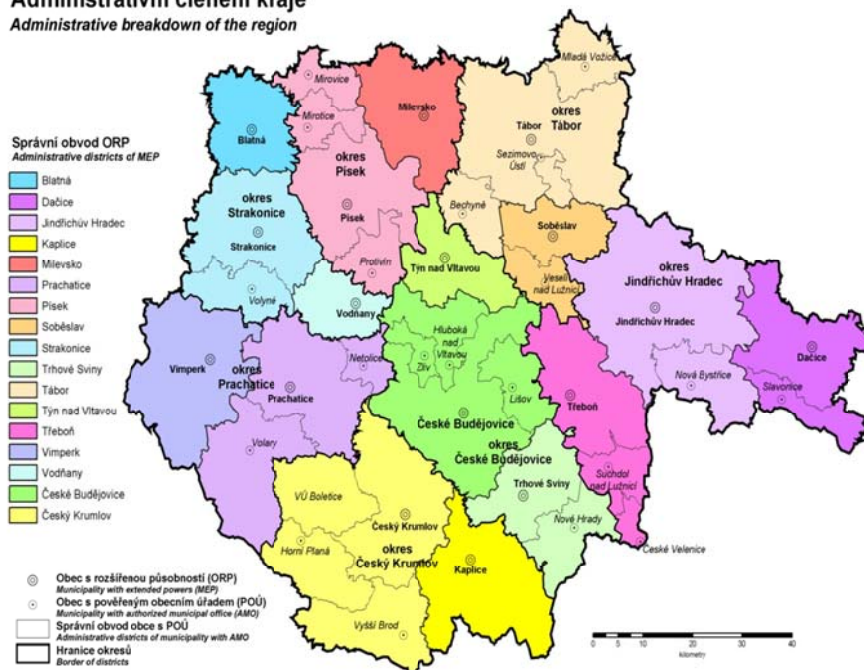 Administrativní členění kraje
Administrative breakdown of the region
Správní obvod ORP
Administrative districts of MEP
Blatná
Dačice
Jindřichův Hradec
Kaplice
Milevsko
Prachatice
Písek
Soběslav
Strakonice
Trhové Sviny
Tábor
Týn nad Vltavou
Třeboň
Vimperk
Vodňany
České Budějovice
Český Krumlov
Obec s rozšířenou působností (ORP)
Municipality with extended powers (MEP)
Obec s pověřeným obecním úřadem (POÚ)
Municipality with authorized municipal office (AMO)
Správní obvod obce s POÚ
Administrative districts of municipality with AMO
Hranice okresů
Border of districts
Mladá Vožice
Mirovice
Mirotice
Milevsko
okres
Tábor
Tábor
Sezimovo
Ústí
Blatná
okres
Písek
Písek
okres
Strakonice
Strakonice
Bechyně
Soběslav
Protivín
Týn nad Vltavou
Veselí
nad Lužnicí
okres
Jindřichův Hradec
Jindřichův Hradec
Volyně
Vodňany
Hluboká
nad
Vltavou
Zliv
Netolice
Vimperk
okres
Prachatice
Prachatice
Lišov
Třeboň
Nová Bystřice
Dačice
Slavonice
České Budějovice
okres
České Budějovice
Volary
Trhové Sviny
Suchdol
nad Lužnicí
Nové Hrady
České Velenice
VÚ Boletice
Český Krumlov
okres
Český Krumlov
Horní Planá
Kaplice
Vyšší Brod
0 10 20 30 40
kilometry